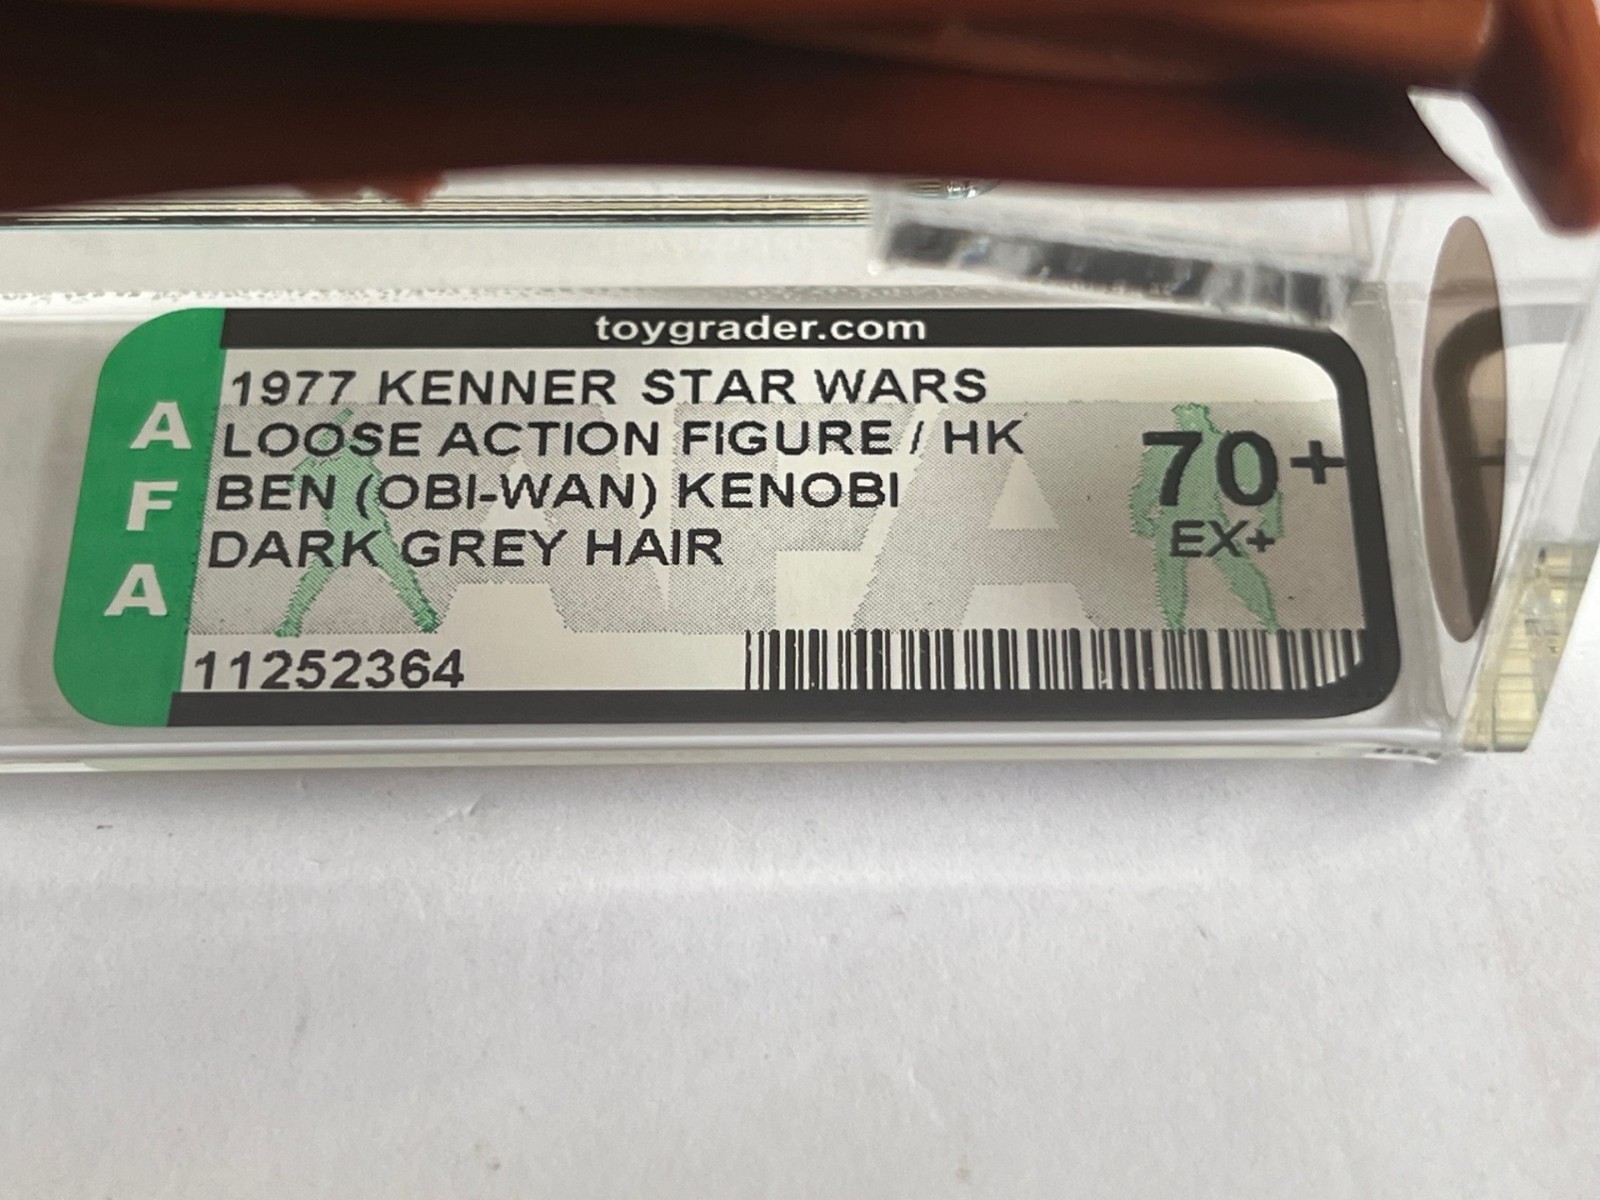 toygrader.com
AFA
1977 KENNER STAR WARS
LOOSE ACTION FIGURE / HK
BEN (OBI-WAN) KENOBI
DARK GREY HAIR
70+
EX+
11252364